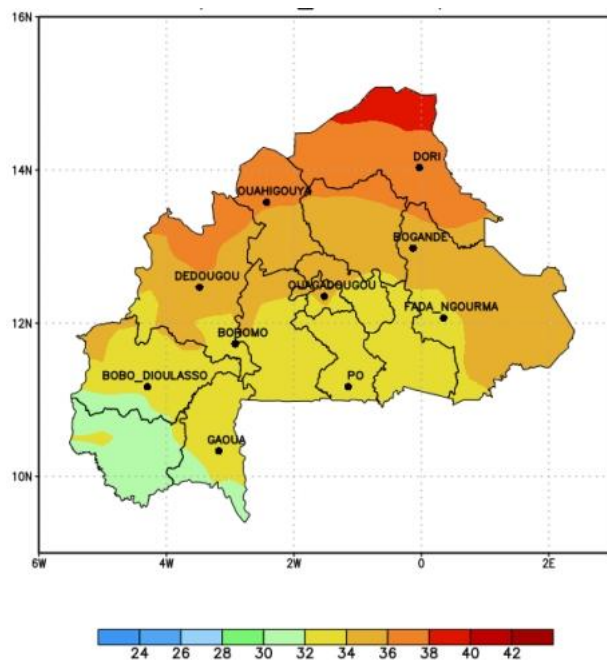 16N
DORI
14N
OUAHIGOUYA
BOGANDE
DEDOUGOU
OUAGADOUGOU
FADA_NGOURMA
12N
BOROMO
BOBO_DIOULASSO
PO
GAOUA
10N
6W 4W 2W 0 2E
24 26 28 30 32 34 36 38 40 42